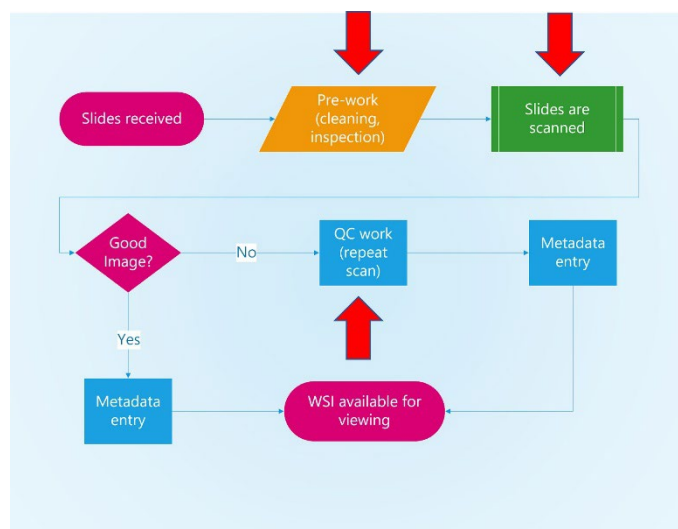 Slides received
Pre-work
(cleaning,
inspection)
Slides are
scanned
Good
Image?
No
QC work
(repeat
scan)
Metadata
entry
Yes
Metadata
entry
WSI available for
viewing